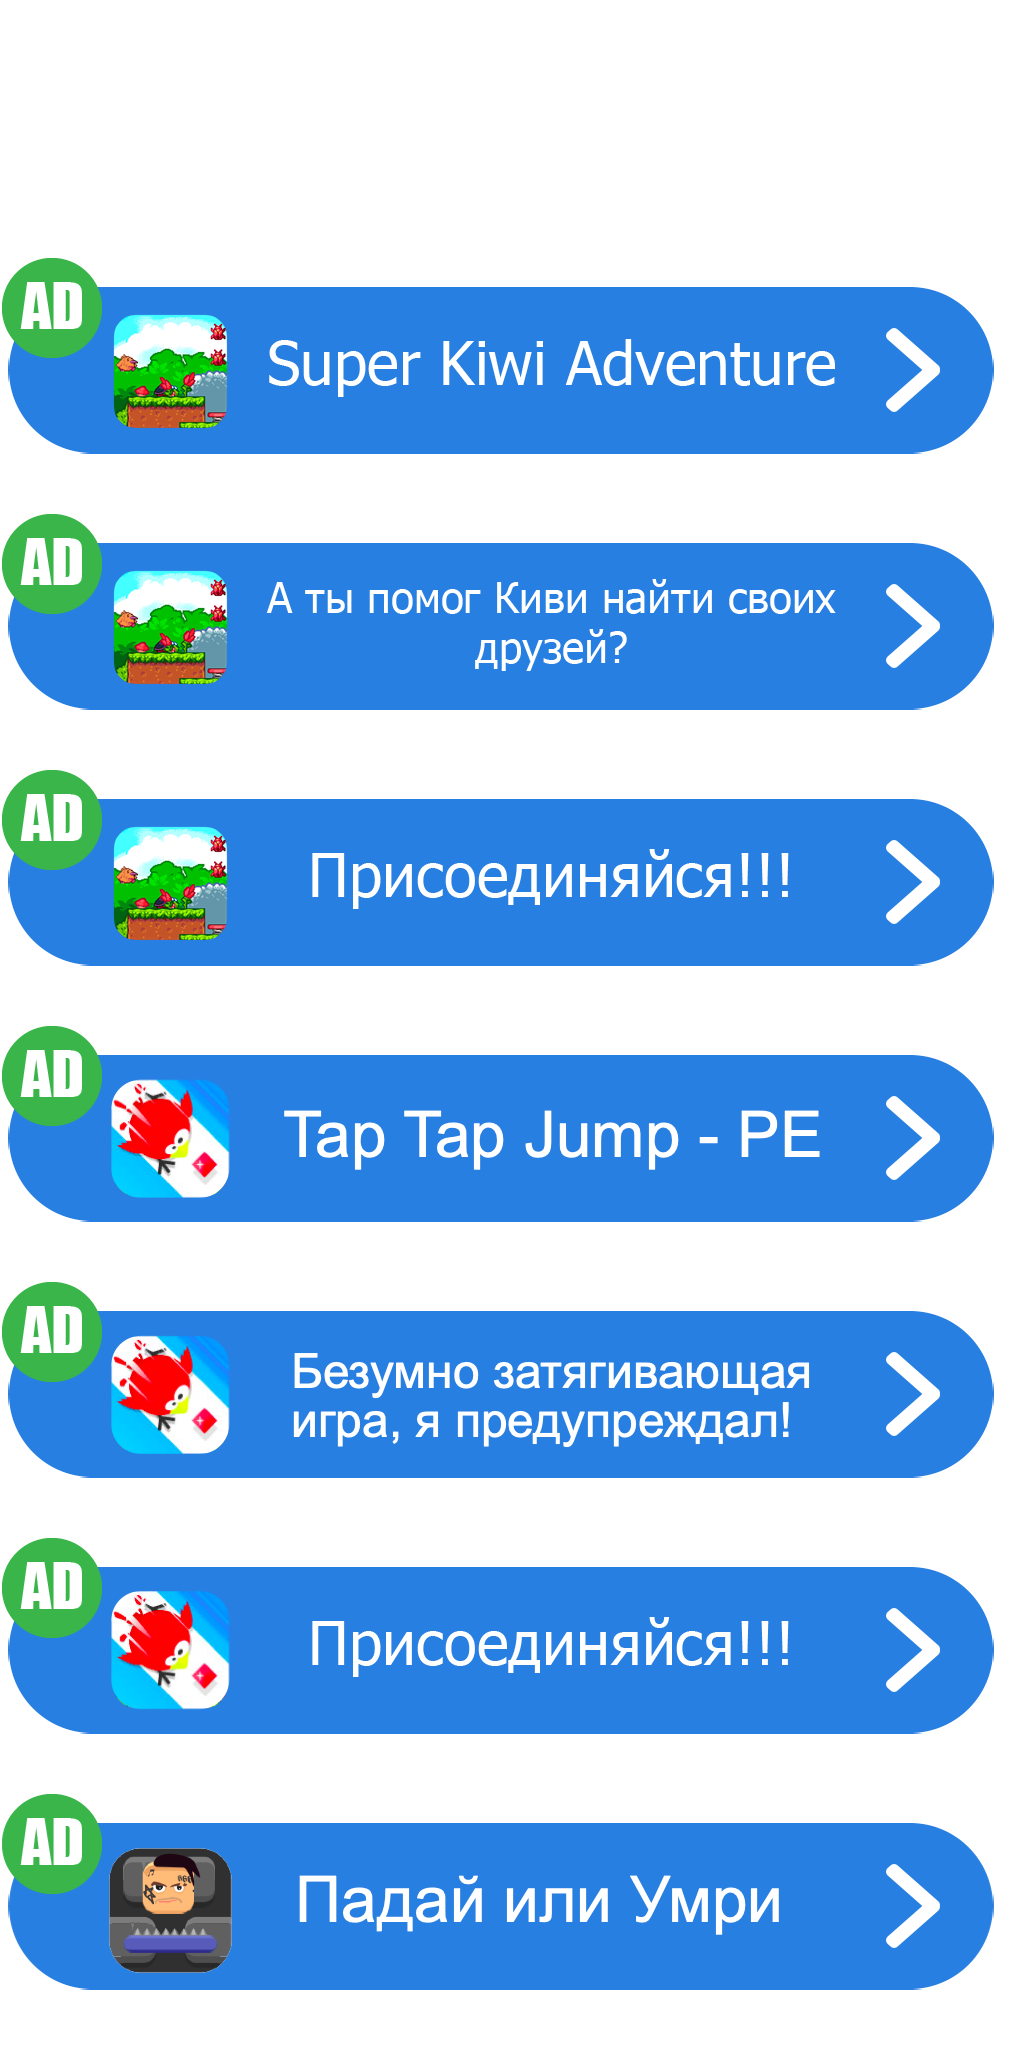 AD
Super Kiwi Adventure
AD
А ты помог Киви найти своих
друзей?
AD
Присоединяйся!!!
AD
Tap Tap Jump - PE
AD
Безумно затягивающая
игра, я предупреждал!
AD
Присоединяйся!!!
AD
Падай или Умри